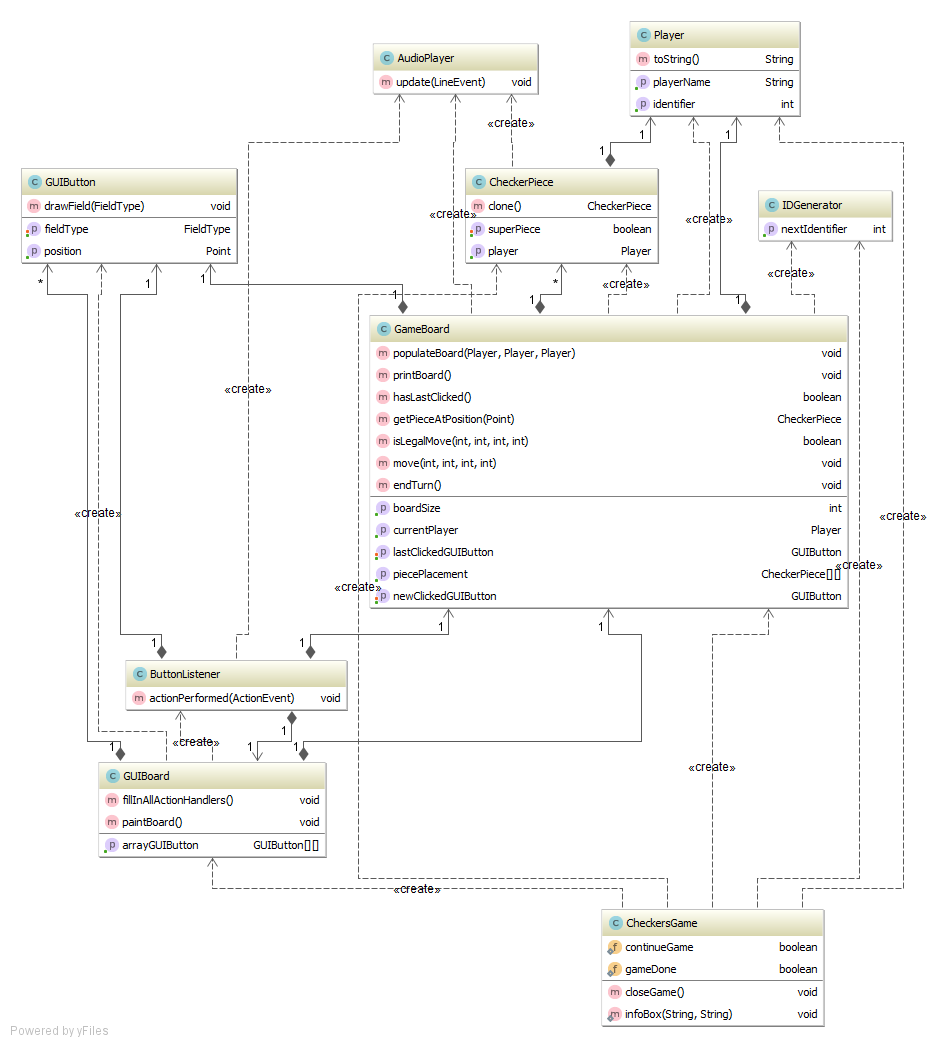 C Player
m toString() String
p playerName String
p identifier int
C AudioPlayer
m update(LineEvent) void
«create»
1
1
1
C GUIButton
m drawField(FieldType) void
p fieldType FieldType
p position Point
C CheckerPiece
m clone() CheckerPiece
p superPiece boolean
p player Player
«create»
«create»
C IDGenerator
p nextIdentifier int
«create»
«create»
*
1
1
1
1
*
1
C GameBoard
m populateBoard(Player, Player, Player) void
m printBoard() void
m hasLastClicked() boolean
m getPieceAtPosition(Point) CheckerPiece
m isLegalMove(int, int, int, int) boolean
m move(int, int, int, int) void
m endTurn() void
p boardSize int
p currentPlayer Player
p lastClickedGUIButton GUIButton
p piecePlacement CheckerPiece[][]
p newClickedGUIButton GUIButton
«create»
«create»
«create»
«create»
«create»
1
1
1
1
C ButtonListener
m actionPerformed(ActionEvent) void
«create»
1
1
1
1
«create»
C GUIBoard
m fillInAllActionHandlers() void
m paintBoard() void
p arrayGUIButton GUIButton[][]
«create»
C CheckersGame
f continueGame boolean
f gameDone boolean
m closeGame() void
m infoBox(String, String) void
Powered by yFiles